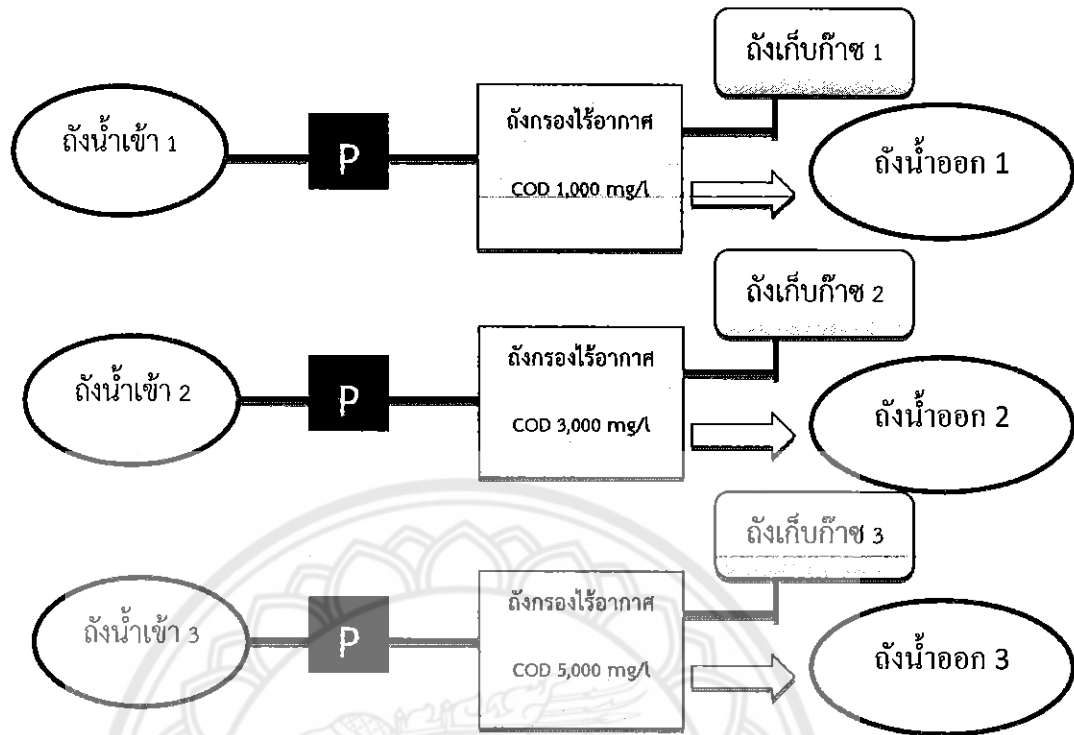 ถังเก็บก๊าซ 1
ถังน้ำเข้า 1
P
ถังกรองไร้อากาศ
COD 1,000 mg/l
ถังน้ำออก 1
ถังเก็บก๊าซ 2
ถังน้ำเข้า 2
P
ถังกรองไร้อากาศ
COD 3,000 mg/l
ถังน้ำออก 2
ถังเก็บก๊าซ 3
ถังน้ำเข้า 3
P
ถังกรองไร้อากาศ
COD 5,000 mg/l
ถังน้ำออก 3